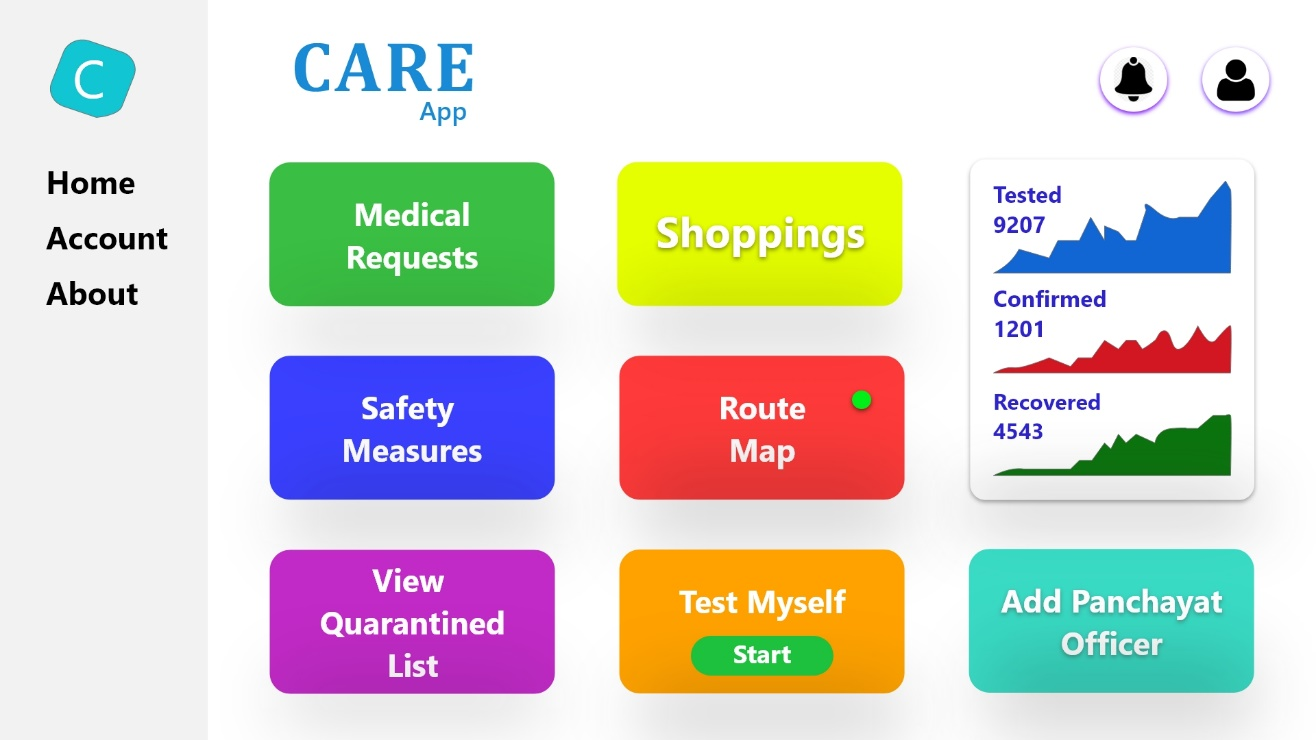 C
CARE
App
Home
Account
About
Medical
Requests
Shoppings
Tested
9207
Confirmed
1201
Recovered
4543
Safety
Measures
Route
Map
View
Quarantined
List
Test Myself
Start
Add Panchayat
Officer